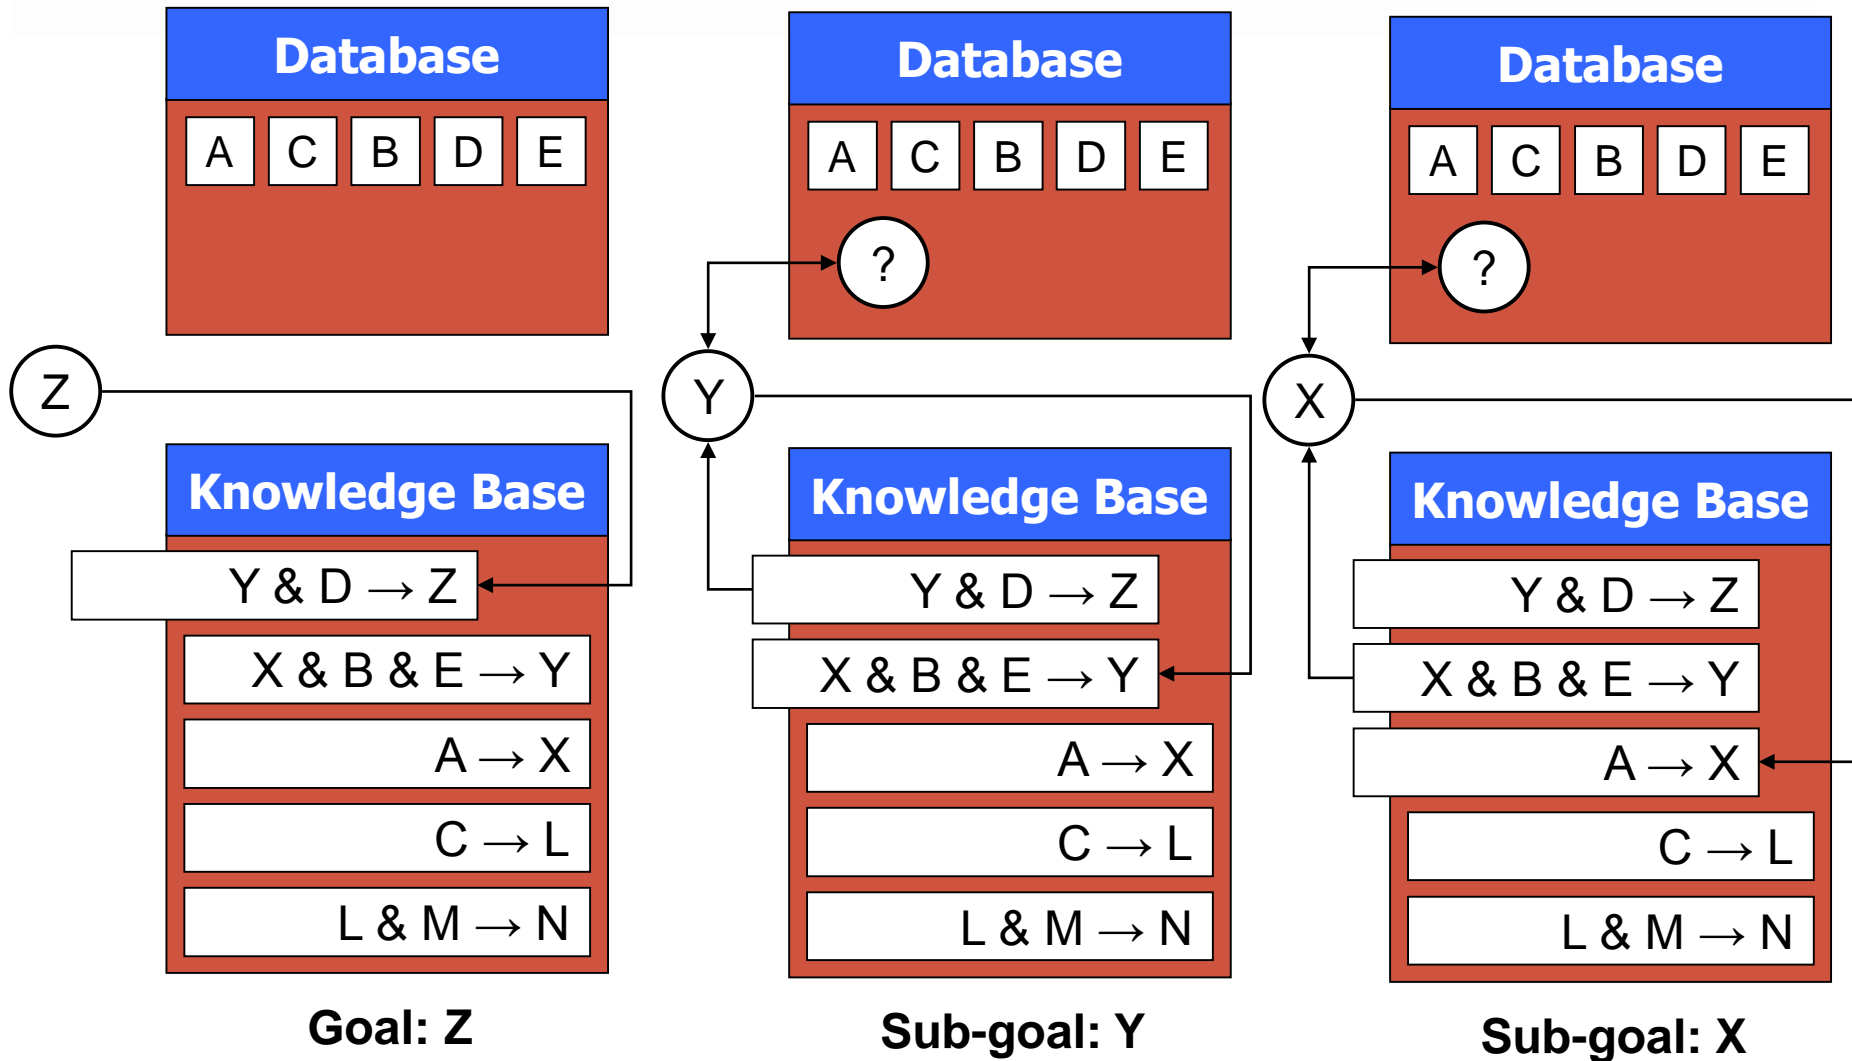 Database
A C B D E
Z
Knowledge Base
Y & D → Z
X & B & E → Y
A → X
C → L
L & M → N
Goal: Z
Database
A C B D E
?
Y
Knowledge Base
Y & D → Z
X & B & E → Y
A → X
C → L
L & M → N
Sub-goal: Y
Database
A C B D E
?
X
Knowledge Base
Y & D → Z
X & B & E → Y
A → X
C → L
L & M → N
Sub-goal: X